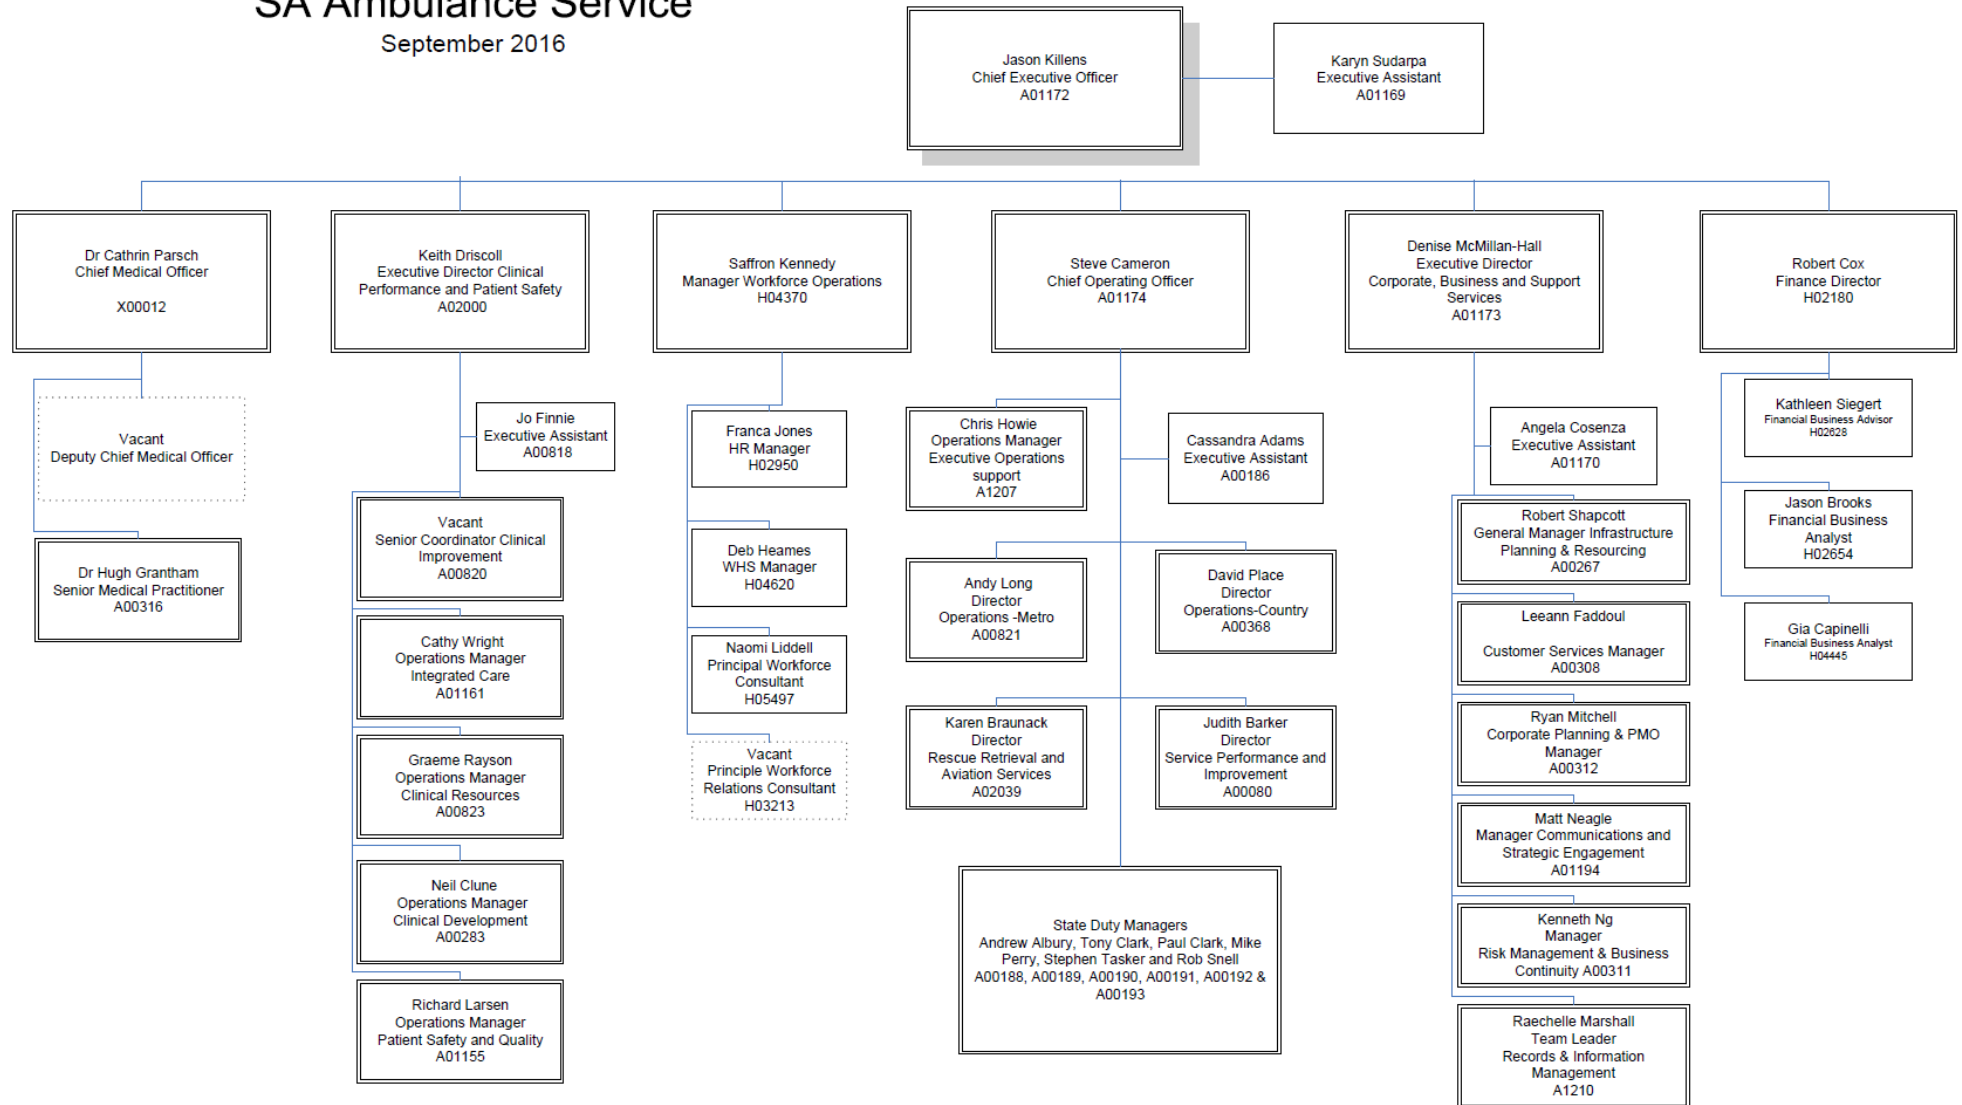 SA Ambulance Service
September 2016
Jason Killens
Chief Executive Officer
A01172
Karyn Sudarpa
Executive Assistant
A01169
Dr Cathrin Parsch
Chief Medical Officer
X00012
Keith Driscoll
Executive Director Clinical
Performance and Patient Safety
A02000
Saffron Kennedy
Manager Workforce Operations
H04370
Steve Cameron
Chief Operating Officer
A01174
Denise McMillan-Hall
Executive Director
Corporate, Business and Support
Services
A01173
Robert Cox
Finance Director
H02180
Vacant
Deputy Chief Medical Officer
Dr Hugh Grantham
Senior Medical Practitioner
A00316
Jo Finnie
Executive Assistant
A00818
Vacant
Senior Coordinator Clinical
Improvement
A00820
Cathy Wright
Operations Manager
Integrated Care
A01161
Graeme Rayson
Operations Manager
Clinical Resources
A00823
Neil Clune
Operations Manager
Clinical Development
A00283
Richard Larsen
Operations Manager
Patient Safety and Quality
A01155
Franca Jones
HR Manager
H02950
Deb Heames
WHS Manager
H04620
Naomi Liddell
Principal Workforce
Consultant
H05497
Vacant
Principle Workforce
Relations Consultant
H03213
Chris Howie
Operations Manager
Executive Operations
support
A1207
Cassandra Adams
Executive Assistant
A00186
Andy Long
Director
Operations -Metro
A00821
David Place
Director
Operations-Country
A00368
Karen Braunack
Director
Rescue Retrieval and
Aviation Services
A02039
Judith Barker
Director
Service Performance and
Improvement
A00080
State Duty Managers
Andrew Albury, Tony Clark, Paul Clark, Mike
Perry, Stephen Tasker and Rob Snell
A00188, A00189, A00190, A00191, A00192 &
A00193
Angela Cosenza
Executive Assistant
A01170
Robert Shapcott
General Manager Infrastructure
Planning & Resourcing
A00267
Leeann Faddoul
Customer Services Manager
A00308
Ryan Mitchell
Corporate Planning & PMO
Manager
A00312
Matt Neagle
Manager Communications and
Strategic Engagement
A01194
Kenneth Ng
Manager
Risk Management & Business
Continuity A00311
Raechelle Marshall
Team Leader
Records & Information
Management
A1210
Kathleen Siegert
Financial Business Advisor
H02628
Jason Brooks
Financial Business
Analyst
H02654
Gia Capinelli
Financial Business Analyst
H04445